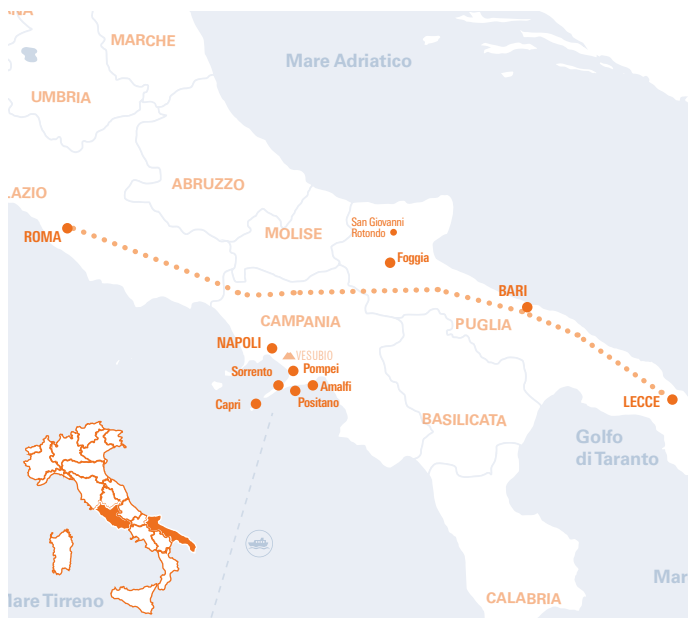 MARCHE
Mare Adriatico
UMBRIA
ABRUZZO
LAZIO
San Giovanni
Rotondo
ROMA
MOLISE
Foggia
BARI
CAMPANIA
PUGLIA
NAPOLI
VESUBIO
Sorrento
Pompei
Amalfi
Capri
Positano
LECCE
BASILICATA
Golfo
di Taranto
Mar
Mare Tirreno
CALABRIA